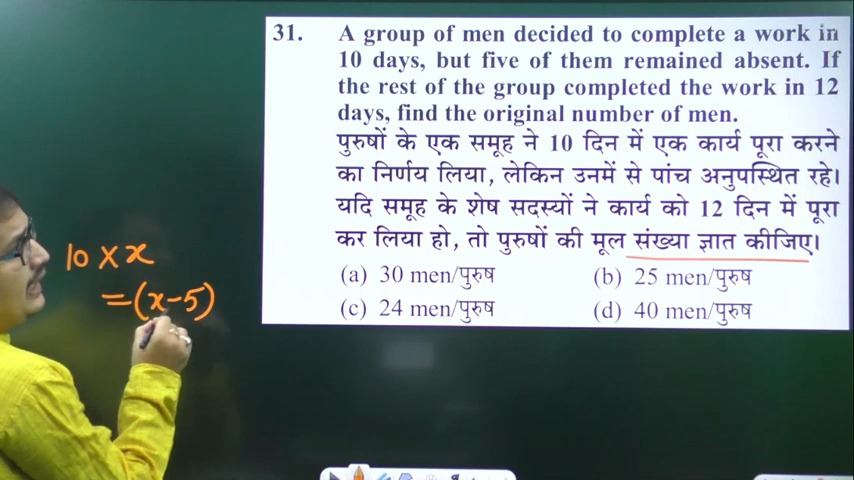 31. A group of men decided to complete a work in
10 days, but five of them remained absent. If
the rest of the group completed the work in 12
days, find the original number of men.
पुरुषों के एक समूह ने 10 दिन में एक कार्य पूरा करने
का निर्णय लिया, लेकिन उनमें से पांच अनुपस्थित रहे।
यदि समूह के शेष सदस्यों ने कार्य को 12 दिन में पूरा
कर लिया हो, तो पुरुषों की मूल संख्या ज्ञात कीजिए।
(a) 30 men/पुरुष (b) 25 men/पुरुष
(c) 24 men/पुरुष (d) 40 men/पुरुष
10 × x
= (x-5)